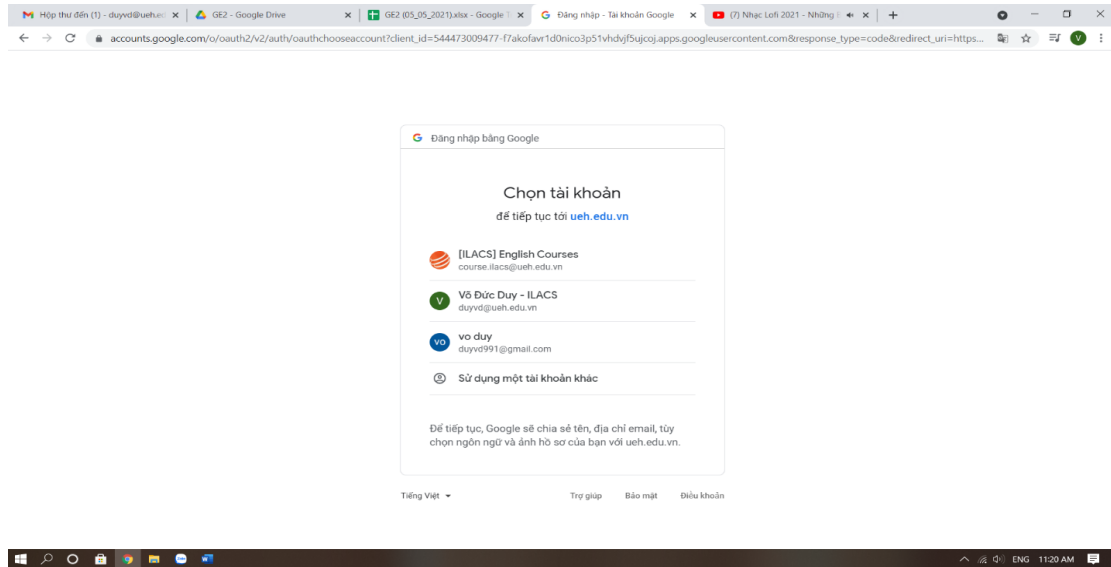 Hộp thư đến (1) - duyvd@ueh.ed
GE2 - Google Drive
GE2 (05_05_2021).xlsx - Google T
Đăng nhập - Tài khoản Google
(7) Nhạc Lofi 2021 - Những
accounts.google.com/o/oauth2/v2/auth/oauthchooseaccount?client_id=544473009477-f7akofavr1d0nico3p51vhdvjf5ujcoj.apps.googleusercontent.com&response_type=code&redirect_uri=https...
V
Đăng nhập bằng Google
Chọn tài khoản
để tiếp tục tới ueh.edu.vn
[ILACS] English Courses
course.ilacs@ueh.edu.vn
V
Võ Đức Duy - ILACS
duyvd@ueh.edu.vn
VO
vo duy
duyvd991@gmail.com
Sử dụng một tài khoản khác
Để tiếp tục, Google sẽ chia sẻ tên, địa chỉ email, tùy
chọn ngôn ngữ và ảnh hồ sơ của bạn với ueh.edu.vn.
Tiếng Việt
Trợ giúp
Bảo mật
Điều khoản
ENG
11:20 AM